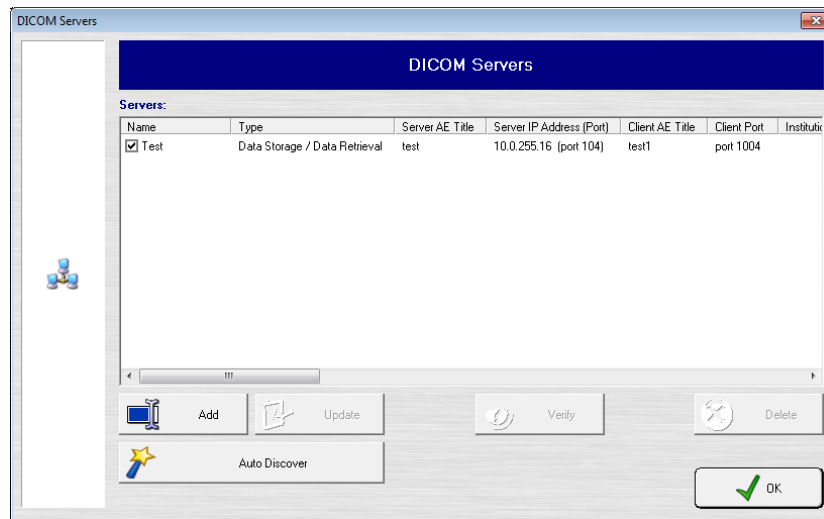 DICOM Servers
DICOM Servers
Servers:
Name Type Server AE Title Server IP Address (Port) Client AE Title Client Port Institutic
Test Data Storage / Data Retrieval test 10.0.255.16 (port 104) test1 port 1004
Add Update Verify Delete
Auto Discover
OK